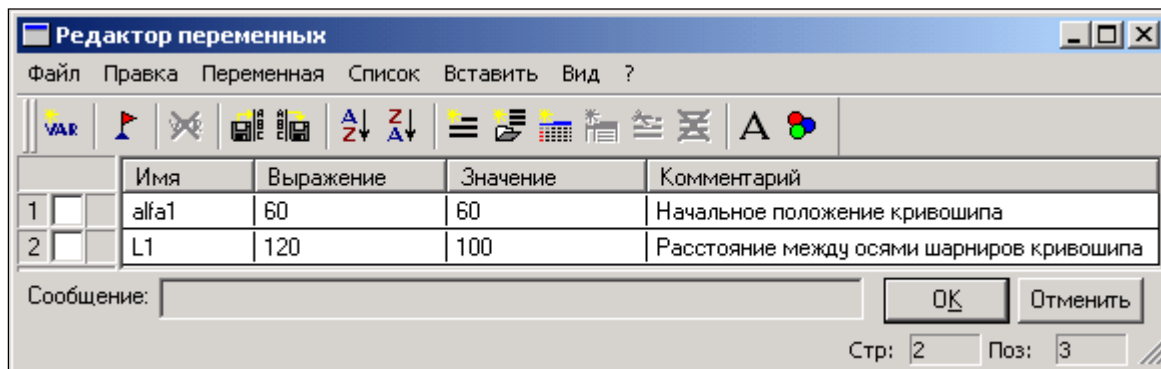 Редактор переменных
Файл Правка Переменная Список Вставить Вид ?
VAR A Z Z A A
Имя Выражение Значение Комментарий
1 alfa1 60 60 Начальное положение кривошипа
2 L1 120 100 Расстояние между осями шарниров кривошипа
Сообщение: OK Отменить
Стр: 2 Поз: 3